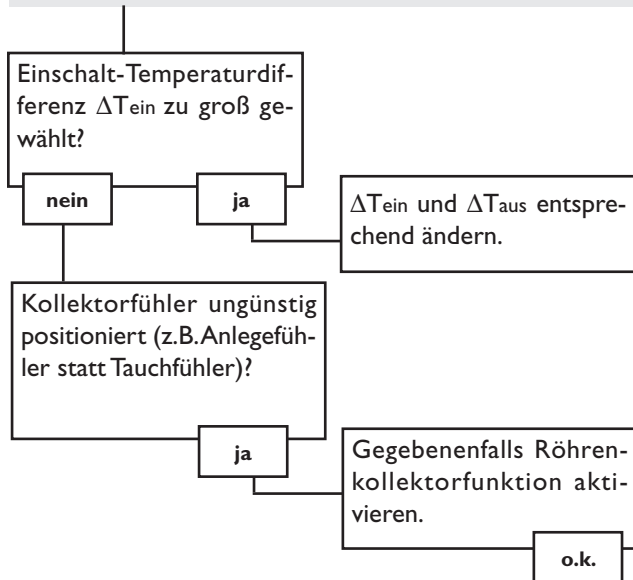 Einschalt-Temperaturdif-
ferenz ΔTein zu groß ge-
wählt?
nein
ja
ΔTein und ΔTaus entspre-
chend ändern.
Kollektorfühler ungünstig
positioniert (z.B. Anlegefüh-
ler statt Tauchfühler)?
ja
Gegebenenfalls Röhren-
kollektorfunktion akti-
vieren.
o.k.